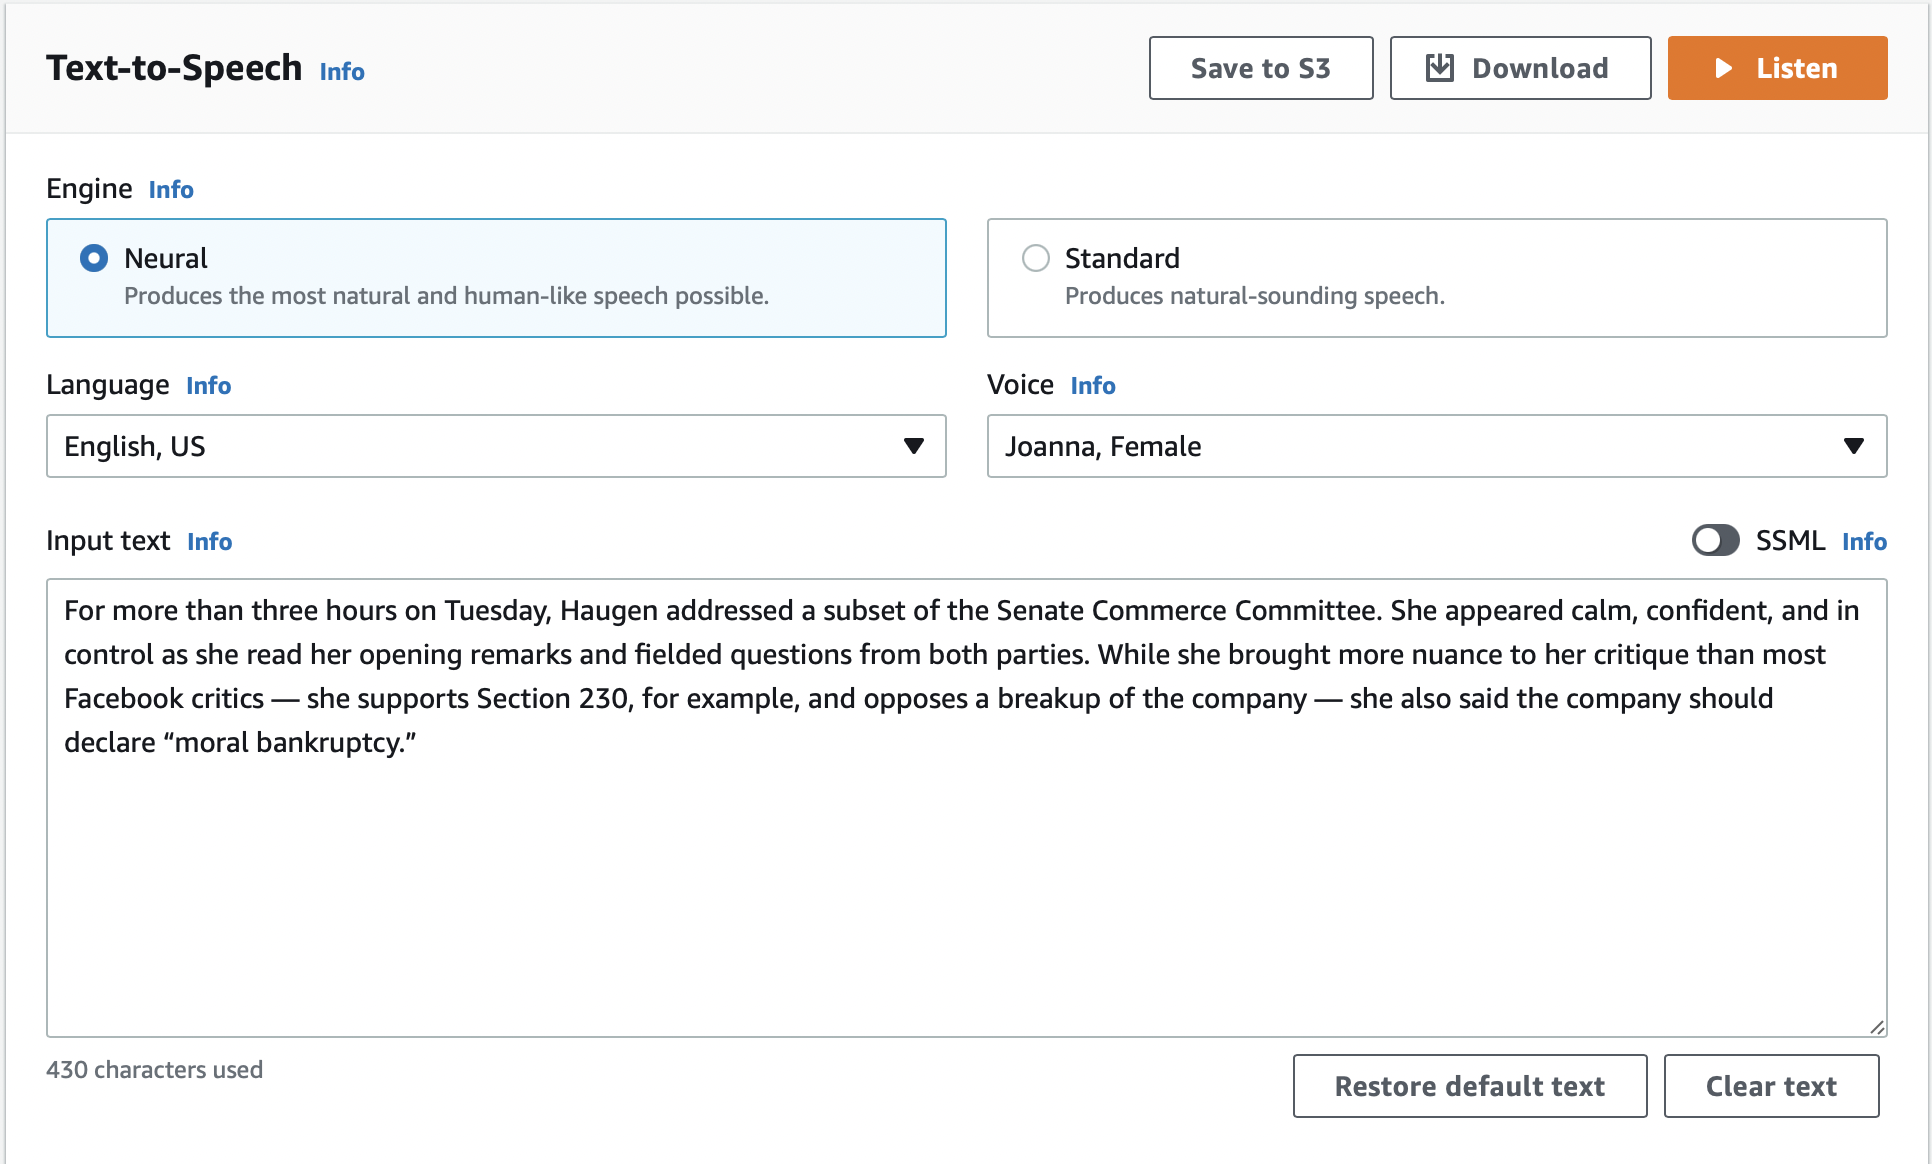 Text-to-Speech Info
Save to S3
Download
Listen
Engine Info
Neural
Produces the most natural and human-like speech possible.
Standard
Produces natural-sounding speech.
Language Info
English, US
Voice Info
Joanna, Female
Input text Info
SSML Info
For more than three hours on Tuesday, Haugen addressed a subset of the Senate Commerce Committee. She appeared calm, confident, and in
control as she read her opening remarks and fielded questions from both parties. While she brought more nuance to her critique than most
Facebook critics — she supports Section 230, for example, and opposes a breakup of the company — she also said the company should
declare “moral bankruptcy.”
430 characters used
Restore default text
Clear text